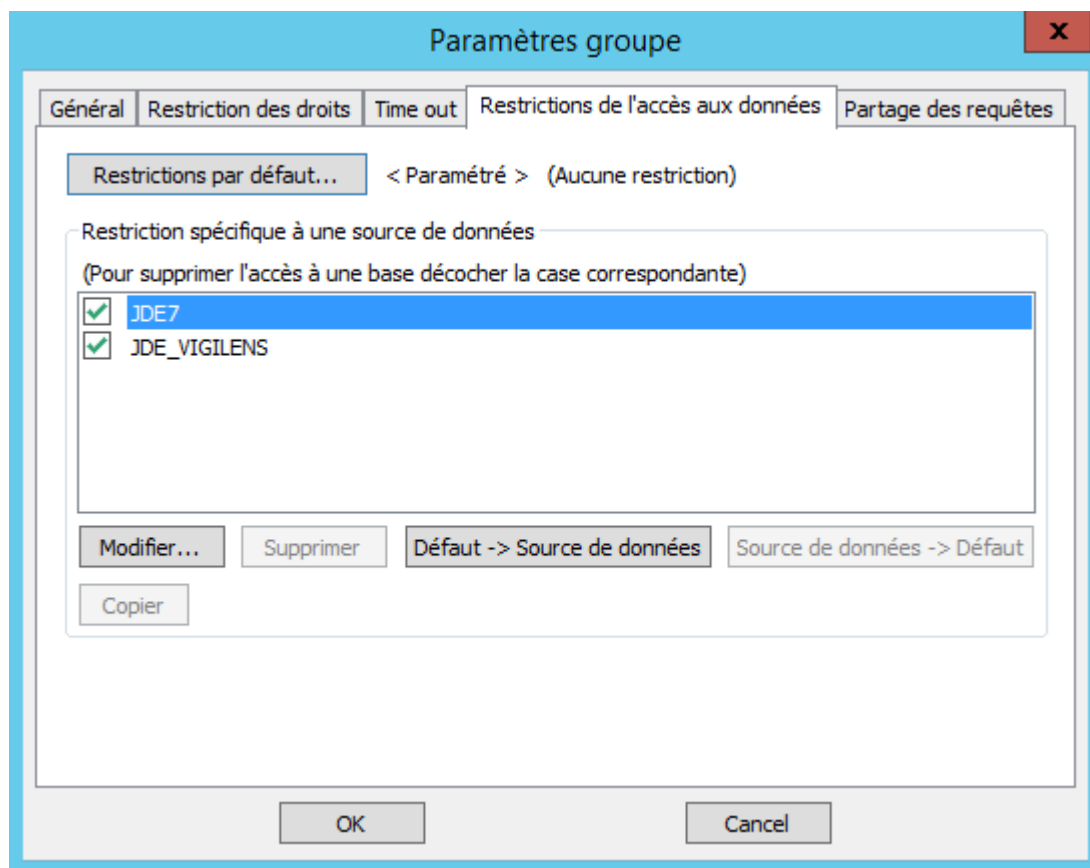 Paramètres groupe
x
Général Restriction des droits Time out Restrictions de l'accès aux données Partage des requêtes
Restrictions par défaut... < Paramétré > (Aucune restriction)
Restriction spécifique à une source de données
(Pour supprimer l'accès à une base décocher la case correspondante)
JDE7
JDE_VIGILENS
Modifier... Supprimer Défaut -> Source de données Source de données -> Défaut
Copier
OK Cancel